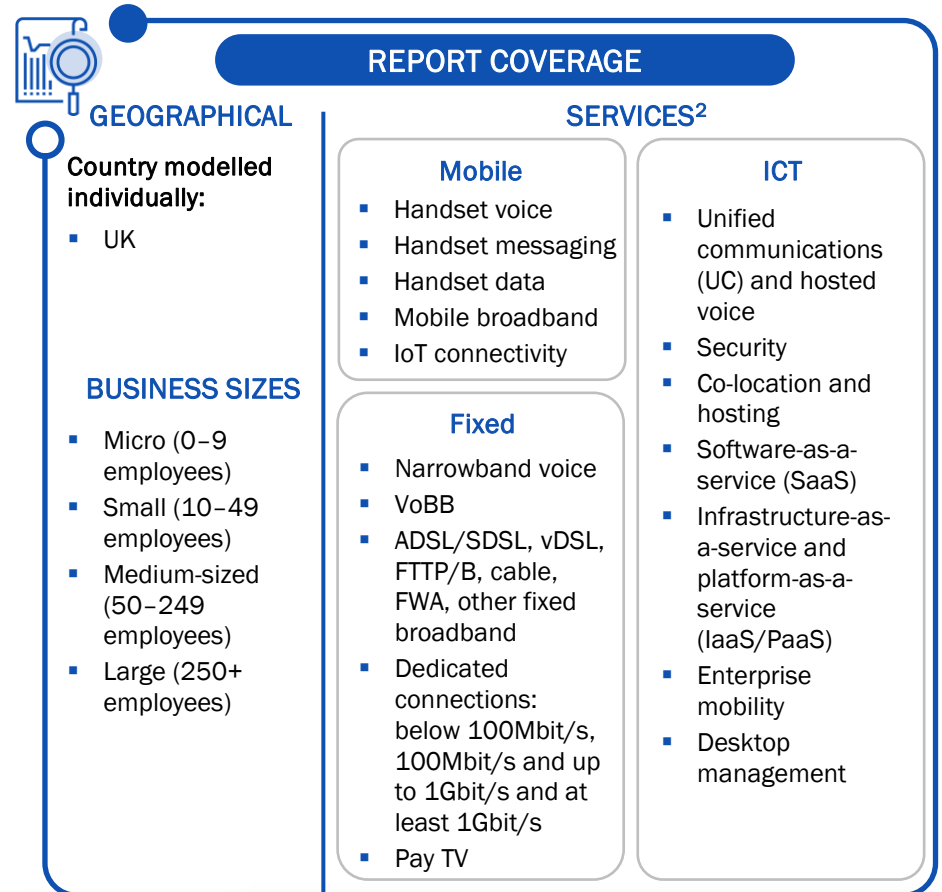 REPORT COVERAGE
GEOGRAPHICAL
Country modelled
individually:
▪ UK
BUSINESS SIZES
▪ Micro (0–9
employees)
▪ Small (10–49
employees)
▪ Medium-sized
(50–249
employees)
▪ Large (250+
employees)
SERVICES²
Mobile
▪ Handset voice
▪ Handset messaging
▪ Handset data
▪ Mobile broadband
▪ IoT connectivity
Fixed
▪ Narrowband voice
▪ VoBB
▪ ADSL/SDSL, vDSL,
FTTP/B, cable,
FWA, other fixed
broadband
▪ Dedicated
connections:
below 100Mbit/s,
100Mbit/s and up
to 1Gbit/s and at
least 1Gbit/s
▪ Pay TV
ICT
▪ Unified
communications
(UC) and hosted
voice
▪ Security
▪ Co-location and
hosting
▪ Software-as-a-
service (SaaS)
▪ Infrastructure-as-
a-service and
platform-as-a-
service
(IaaS/PaaS)
▪ Enterprise
mobility
▪ Desktop
management